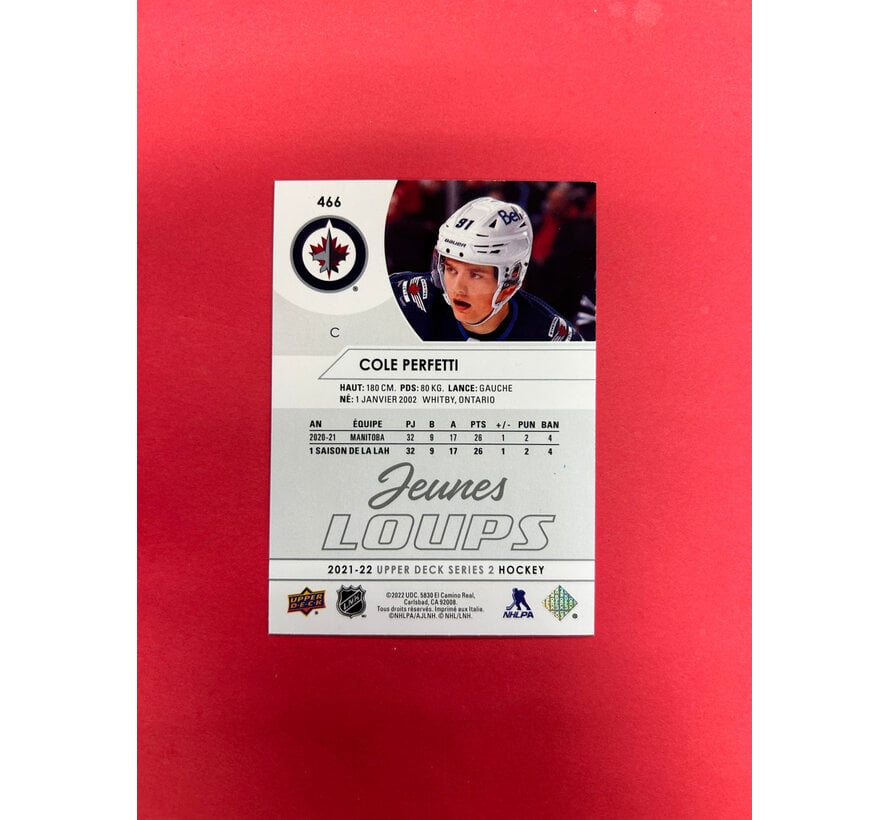 466
91
Bell
BAUER
C
COLE PERFETTI
HAUT: 180 CM. PDS: 80 KG. LANCE: GAUCHE
NÉ: 1 JANVIER 2002 WHITBY, ONTARIO
AN ÉQUIPE PJ B A PTS +/- PUN BAN
2020-21 MANITOBA 32 9 17 26 1 2 4
1 SAISON DE LA LAH 32 9 17 26 1 2 4
Jeunes
LOUPS
2021-22 UPPER DECK SERIES 2 HOCKEY
UPPER DECK
LNH
©2022 UDC. 5830 El Camino Real,
Carlsbad, CA 92008.
Tous droits réservés. Imprimé aux Italie.
©NHLPA/AJLNH. © NHL/LNH.
NHLPA